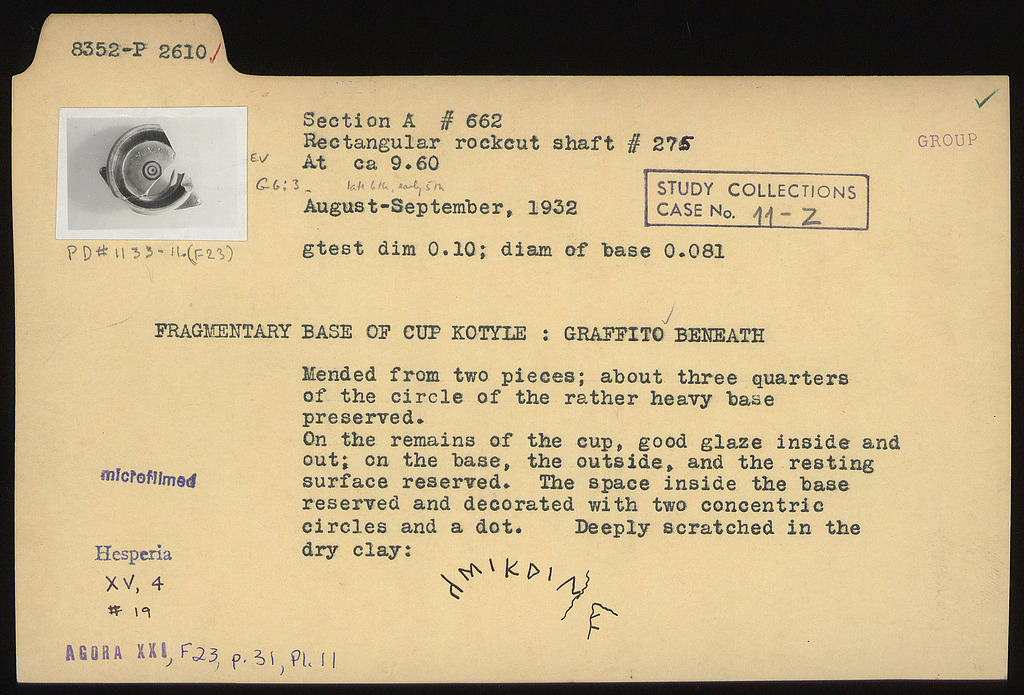 8352-P 2610
Section A # 662
Rectangular rockcut shaft # 275
EV At ca 9.60
G6:3. late 6th, early 5th
August-September, 1932
GROUP
STUDY COLLECTIONS
CASE No. 11-Z
gtest dim 0.10; diam of base 0.081
PD# 1133-11.(F23)
FRAGMENTARY BASE OF CUP KOTYLE : GRAFFITO BENEATH
Mended from two pieces; about three quarters
of the circle of the rather heavy base
preserved.
On the remains of the cup, good glaze inside and
out; on the base, the outside, and the resting
surface reserved. The space inside the base
reserved and decorated with two concentric
circles and a dot. Deeply scratched in the
dry clay:
microfilmed
Hesperia
XV, 4
# 19
AGORA XXI, F23, p. 31, Pl. 11